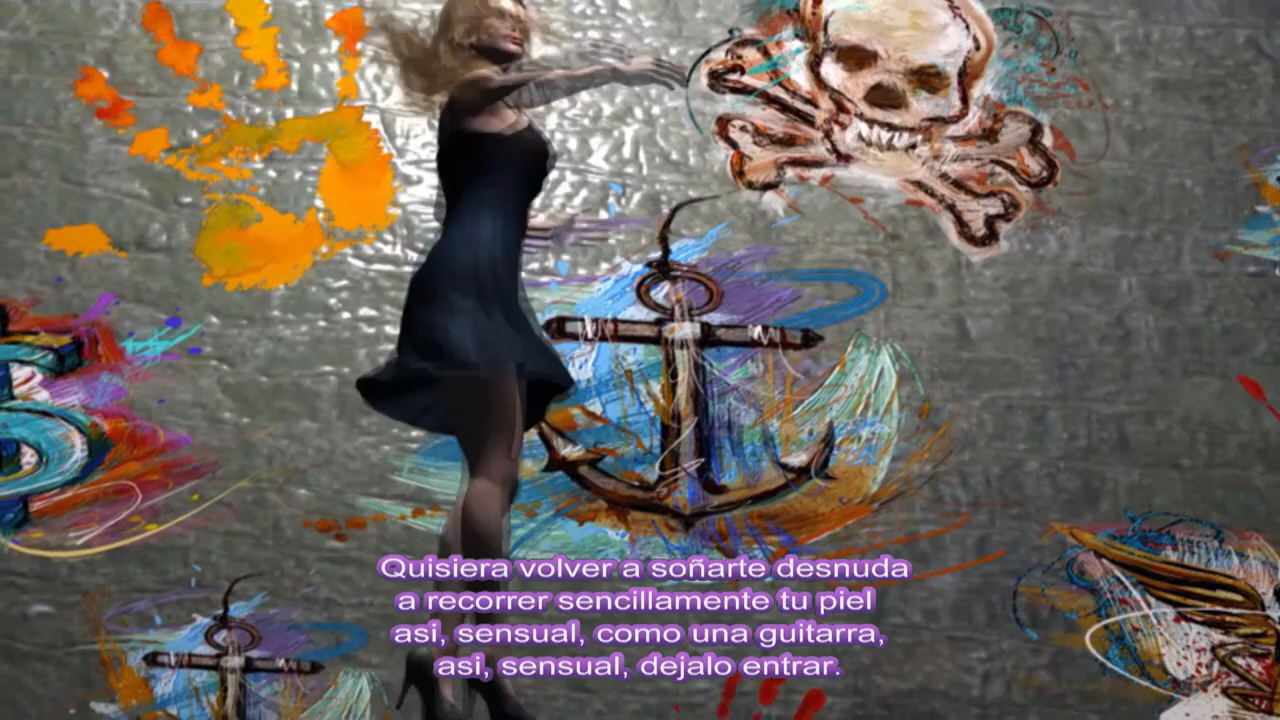 Quisiera volver a soñarte desnuda
a recorrer sencillamente tu piel
asi, sensual, como una guitarra,
asi, sensual, dejalo entrar.